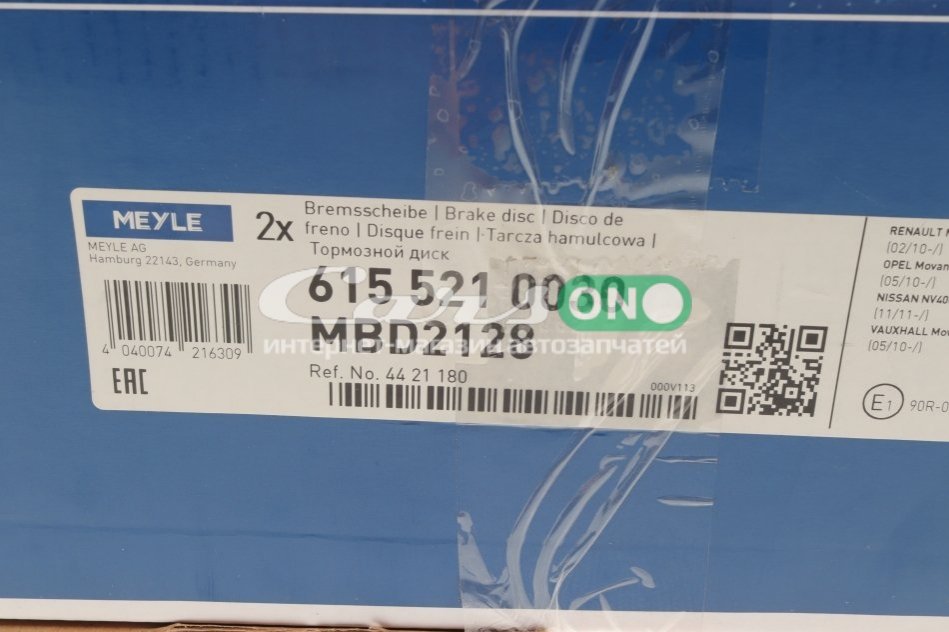 MEYLE
MEYLE AG
Hamburg 22143, Germany
4 040074 216309
EAC
2x
Bremsscheibe | Brake disc | Disco de
freno | Disque frein | Tarcza hamulcowa |
Тормозной диск
615 521
MBD2128
Ref. No. 44 21 180
000V113
RENAULT
[02/10-/]
OPEL Movan
[05/10-/]
NISSAN NV40
[11/11-/]
VAUXHALL Mov
[05/10-/]
E1
90R-0
Cars ON
интернет-магазин автозапчастей